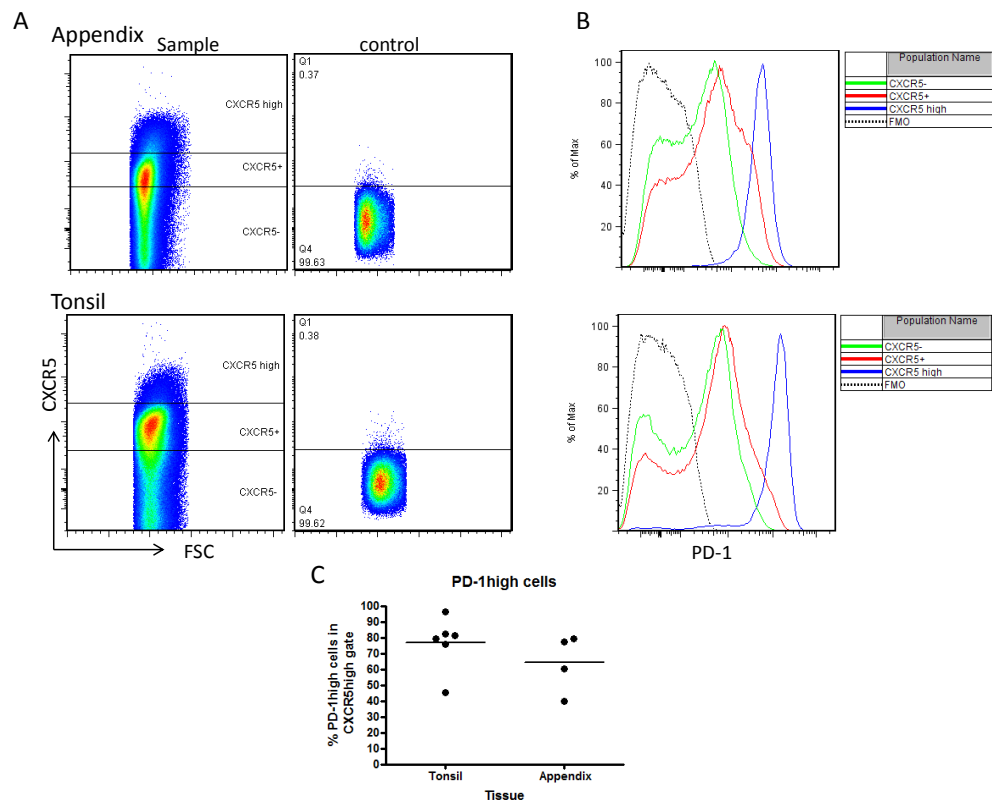 A
B
Appendix
Sample
control
CXCR5 high
CXCR5+
CXCR5-
Q1
0.37
Q4
99.63
100
80
60
40
20
% of Max
Population Name
CXCR5-
CXCR5+
CXCR5 high
FMO
Tonsil
CXCR5 high
CXCR5+
CXCR5-
Q1
0.38
Q4
99.62
CXCR5
FSC
100
80
60
40
20
% of Max
PD-1
Population Name
CXCR5-
CXCR5+
CXCR5 high
FMO
C
PD-1high cells
% PD-1high cells in
CXCR5high gate
100
90
80
70
60
50
40
30
20
10
0
Tonsil
Appendix
Tissue